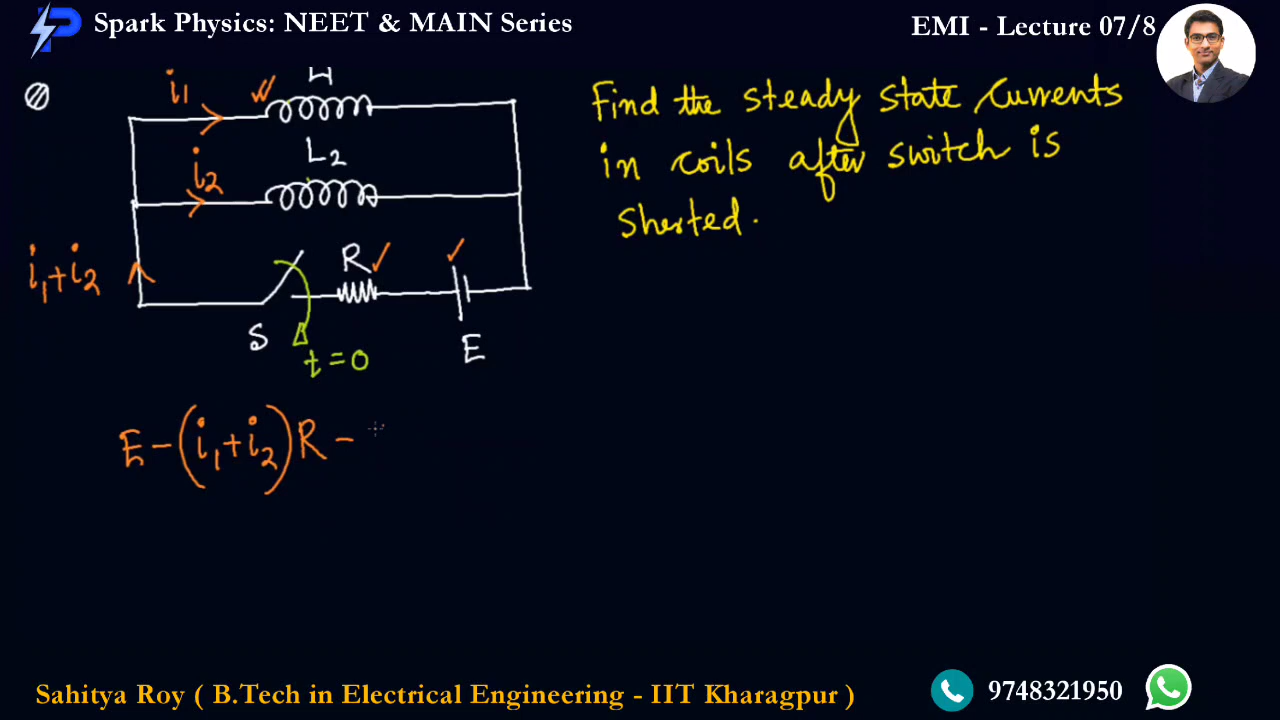 Spark Physics: NEET & MAIN Series
EMI - Lecture 07/8
i1
L2
i2
i1+i2
R
S
E
t=0
Find the steady state currents
in coils after switch is
shorted.
E-(i1+i2)R-
Sahitya Roy ( B.Tech in Electrical Engineering - IIT Kharagpur )
9748321950